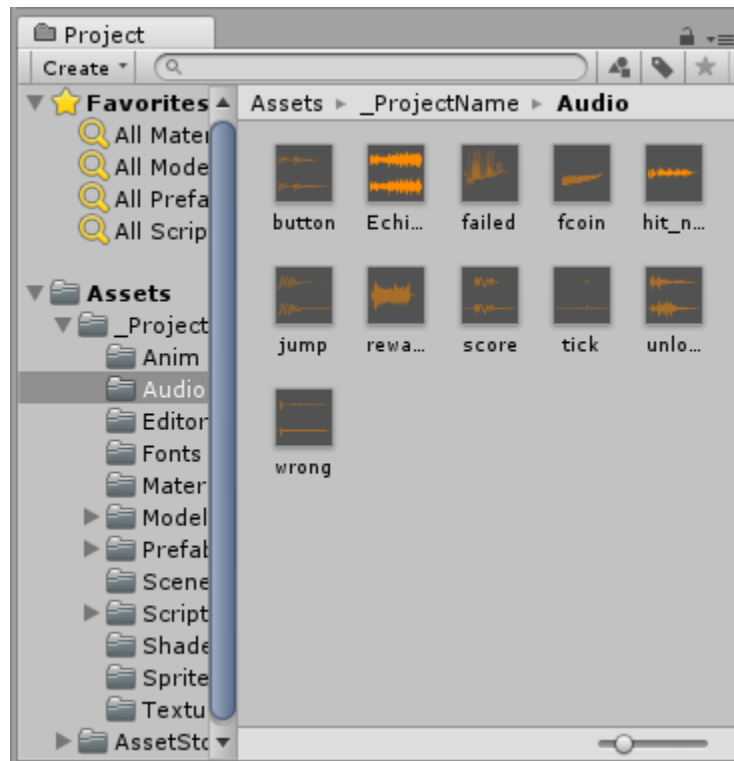 Project
Create
Favorites
All Mater
All Mode
All Prefa
All Scrip
Assets
_Project
Anim
Audio
Editor
Fonts
Mater
Model
Prefab
Scene
Script
Shade
Sprite
Textu
AssetSto
Assets ▸ _ProjectName ▸ Audio
button Echi... failed fcoin hit_n...
jump rewa... score tick unlo...
wrong